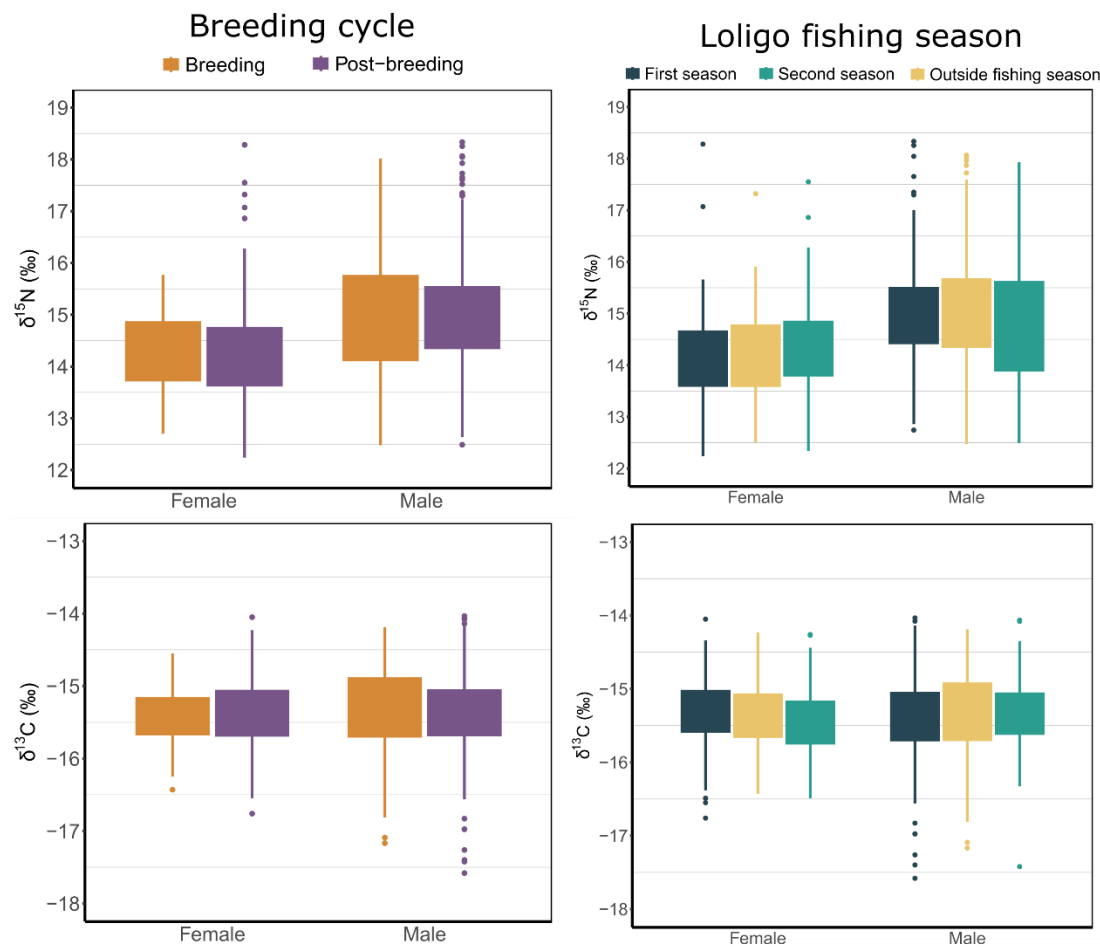 Breeding cycle
Breeding
Post−breeding
19
18
17
16
15
14
13
12
δ15N (‰)
Female
Male
Loligo fishing season
First season
Second season
Outside fishing season
19
18
17
16
15
14
13
12
δ15N (‰)
Female
Male
−13
−14
−15
−16
−17
−18
δ13C (‰)
Female
Male
−13
−14
−15
−16
−17
−18
δ13C (‰)
Female
Male